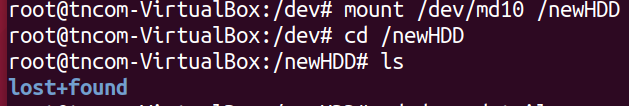 root@tncom-VirtualBox:/dev# mount /dev/md10 /newHDD
root@tncom-VirtualBox:/dev# cd /newHDD
root@tncom-VirtualBox:/newHDD# ls
lost+found